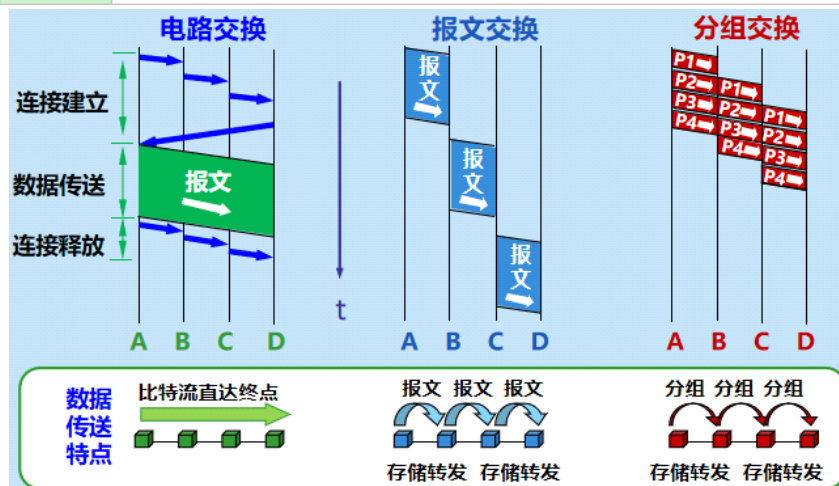 电路交换
报文交换
分组交换
连接建立
数据传送
连接释放
报文
t
报
文
报
文
报
文
P1
P2
P3
P4
P1
P2
P3
P4
P1
P2
P3
P4
A B C D
A B C D
A B C D
数据
传送
特点
比特流直达终点
报文 报文 报文
存储转发 存储转发
分组 分组 分组
存储转发 存储转发